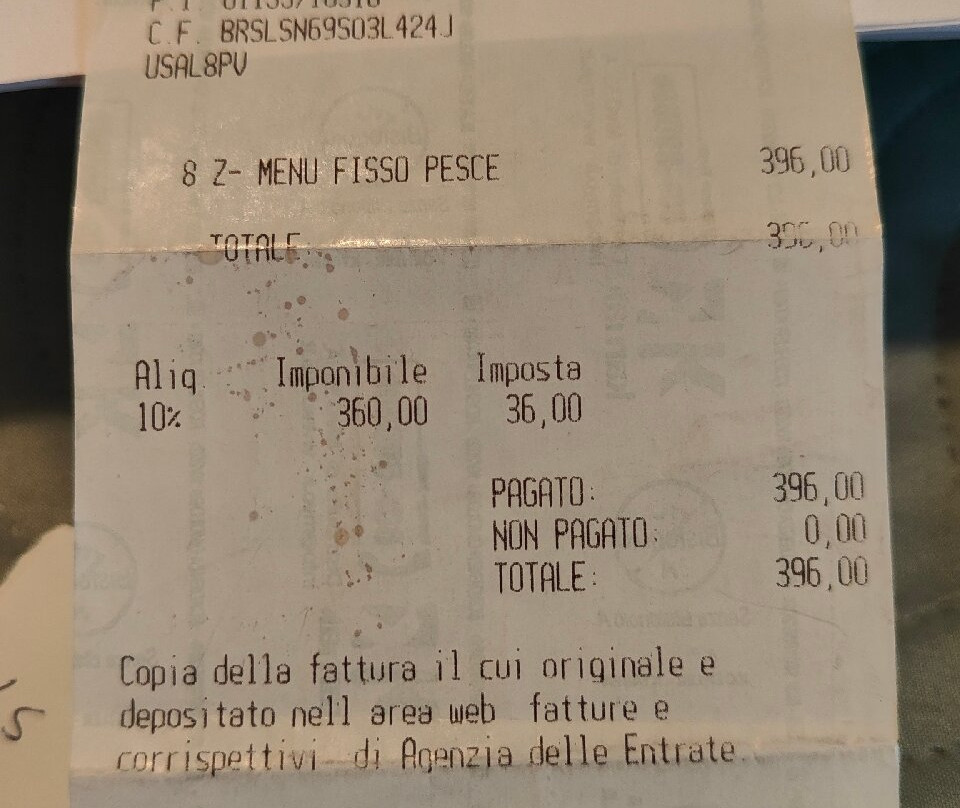 C.F. BRSLSN69S03L424J
USAL8PV
8 Z- MENU FISSO PESCE 396,00
TOTALE: 396,00
Aliq. Imponibile Imposta
10% 360,00 36,00
PAGATO: 396,00
NON PAGATO: 0,00
TOTALE: 396,00
Copia della fattura il cui originale e
depositato nell area web fatture e
corrispettivi di Agenzia delle Entrate.